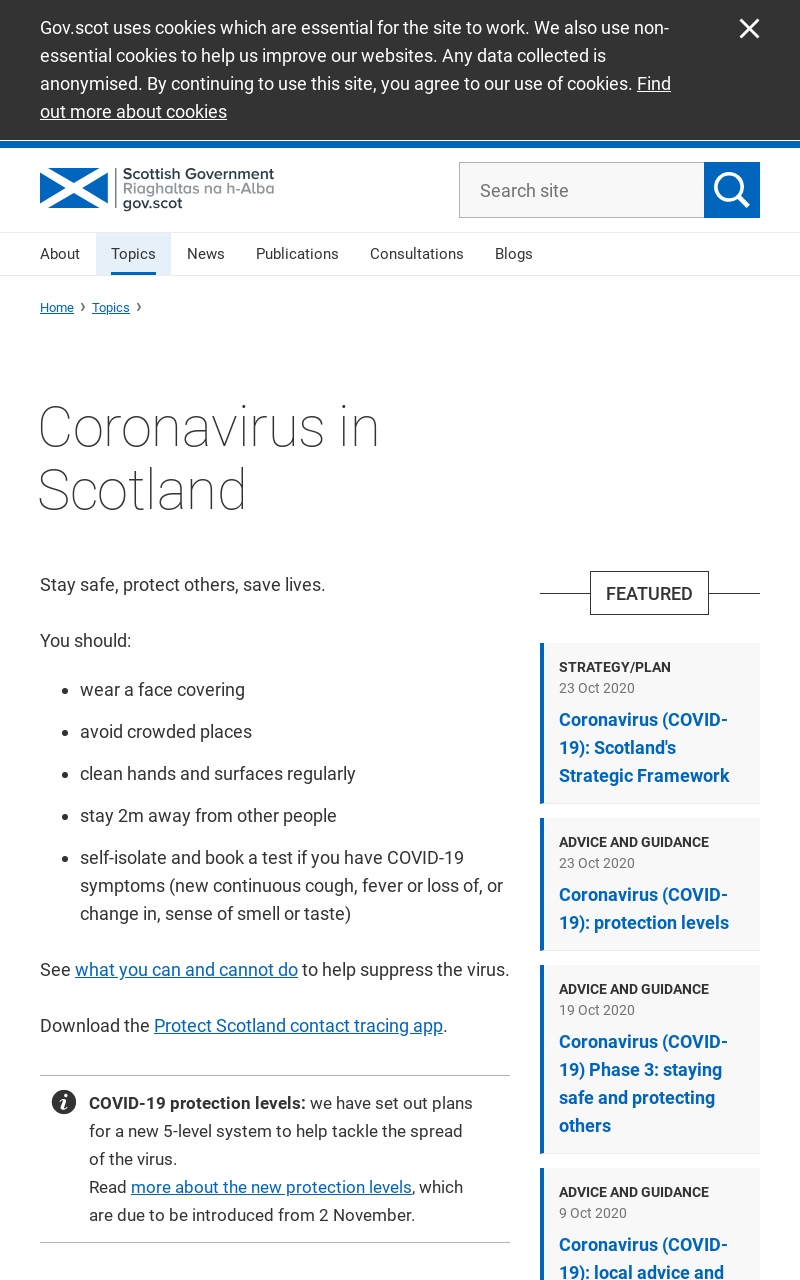 Gov.scot uses cookies which are essential for the site to work. We also use non-
essential cookies to help us improve our websites. Any data collected is
anonymised. By continuing to use this site, you agree to our use of cookies. Find
out more about cookies
Scottish Government
Riaghaltas na h-Alba
gov.scot
Search site
About Topics News Publications Consultations Blogs
Home › Topics ›
Coronavirus in
Scotland
Stay safe, protect others, save lives.
You should:
• wear a face covering
• avoid crowded places
• clean hands and surfaces regularly
• stay 2m away from other people
• self-isolate and book a test if you have COVID-19
symptoms (new continuous cough, fever or loss of, or
change in, sense of smell or taste)
See what you can and cannot do to help suppress the virus.
Download the Protect Scotland contact tracing app.
COVID-19 protection levels: we have set out plans
for a new 5-level system to help tackle the spread
of the virus.
Read more about the new protection levels, which
are due to be introduced from 2 November.
FEATURED
STRATEGY/PLAN
23 Oct 2020
Coronavirus (COVID-
19): Scotland's
Strategic Framework
ADVICE AND GUIDANCE
23 Oct 2020
Coronavirus (COVID-
19): protection levels
ADVICE AND GUIDANCE
19 Oct 2020
Coronavirus (COVID-
19) Phase 3: staying
safe and protecting
others
ADVICE AND GUIDANCE
9 Oct 2020
Coronavirus (COVID-
19): local advice and